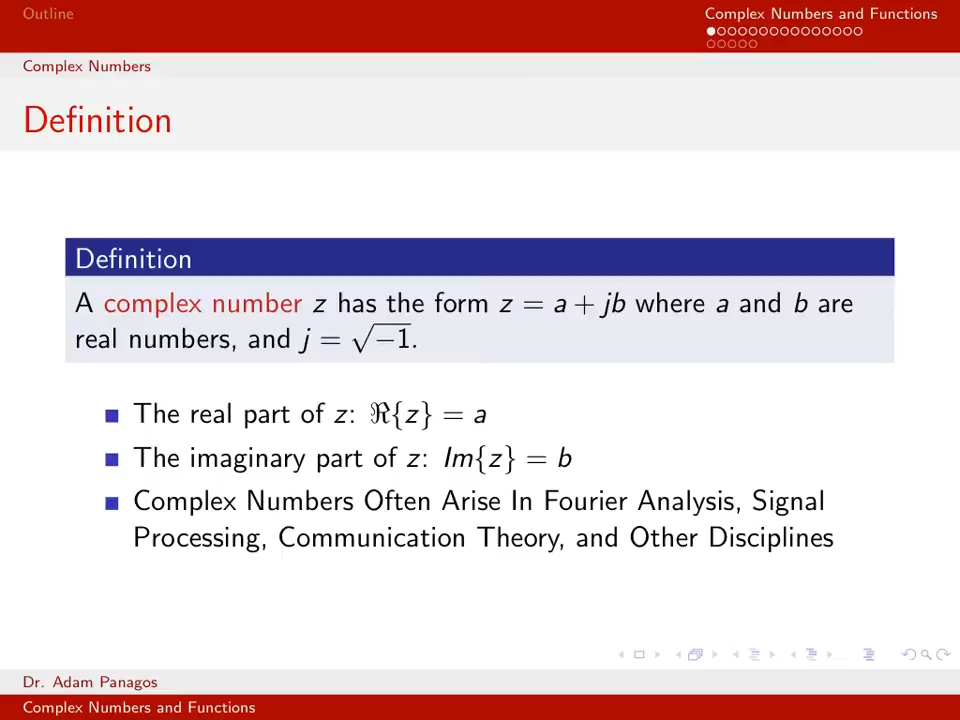 Outline
Complex Numbers and Functions
Complex Numbers
Definition
Definition
A complex number z has the form z = a + jb where a and b are
real numbers, and j = √−1.
The real part of z: ℜ{z} = a
The imaginary part of z: Im{z} = b
Complex Numbers Often Arise In Fourier Analysis, Signal
Processing, Communication Theory, and Other Disciplines
Dr. Adam Panagos
Complex Numbers and Functions